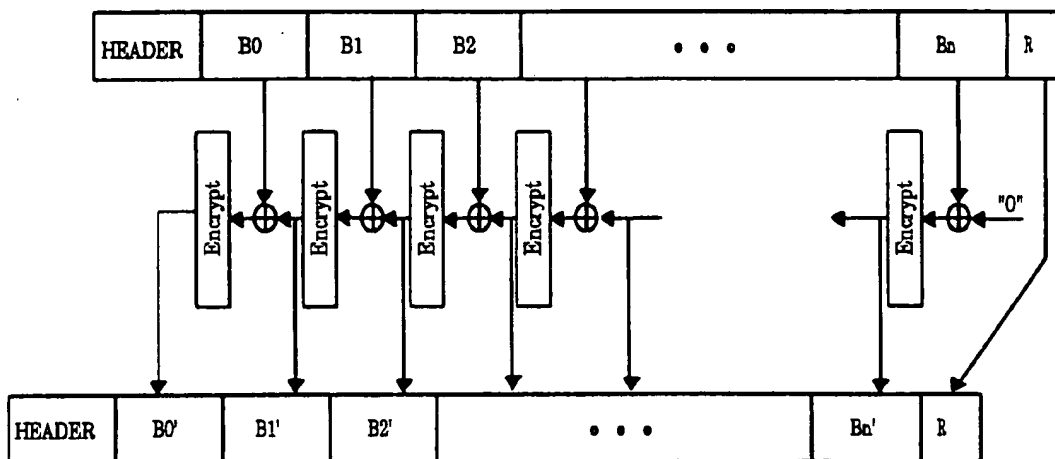 HEADER B0 B1 B2 • • • Bn R
Encrypt Encrypt Encrypt Encrypt Encrypt
"0"
HEADER B0' B1' B2' • • • Bn' R